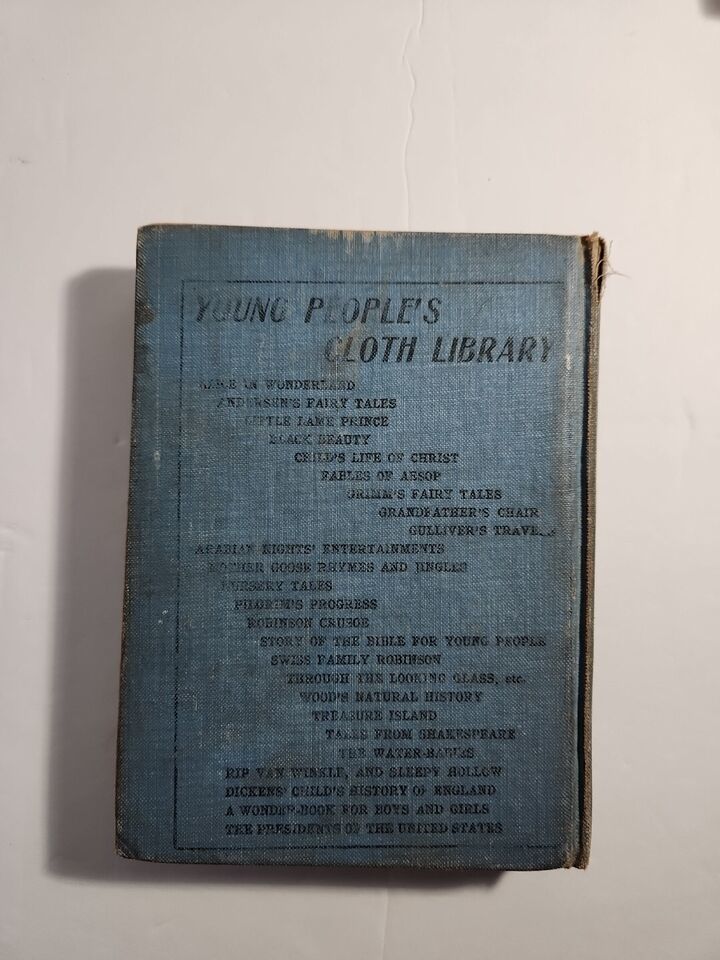 YOUNG PEOPLE'S
CLOTH LIBRARY
IN WONDERLAND
ANDERSEN'S FAIRY TALES
LITTLE LAME PRINCE
BLACK BEAUTY
CHILD'S LIFE OF CHRIST
FABLES OF AESOP
GRIMM'S FAIRY TALES
GRANDFATHER'S CHAIR
GULLIVER'S TRAVELS
ARABIAN NIGHTS' ENTERTAINMENTS
MOTHER GOOSE RHYMES AND JINGLES
NURSERY TALES
PILGRIM'S PROGRESS
ROBINSON CRUSOE
STORY OF THE BIBLE FOR YOUNG PEOPLE
SWISS FAMILY ROBINSON
THROUGH THE LOOKING GLASS, etc.
WOOD'S NATURAL HISTORY
TREASURE ISLAND
TALES FROM SHAKESPEARE
THE WATER-BABIES
RIP VAN WINKLE, AND SLEEPY HOLLOW
DICKENS' CHILD'S HISTORY OF ENGLAND
A WONDER-BOOK FOR BOYS AND GIRLS
THE PRESIDENTS OF THE UNITED STATES